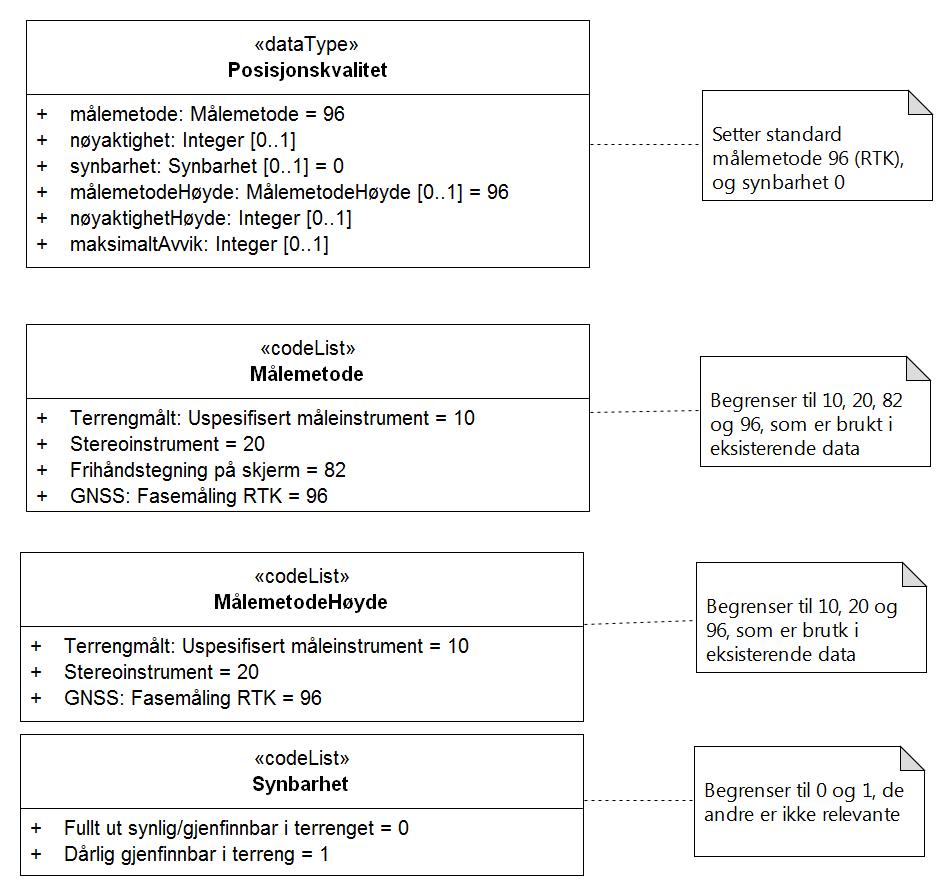 «dataType»
Posisjonskvalitet
+ målemetode: Målemetode = 96
+ nøyaktighet: Integer [0..1]
+ synbarhet: Synbarhet [0..1] = 0
+ målemetodeHøyde: MålemetodeHøyde [0..1] = 96
+ nøyaktighetHøyde: Integer [0..1]
+ maksimaltAvvik: Integer [0..1]
Setter standard
målemetode 96 (RTK),
og synbarhet 0
«codeList»
Målemetode
+ Terrengmålt: Uspesifisert måleinstrument = 10
+ Stereoinstrument = 20
+ Frihåndstegning på skjerm = 82
+ GNSS: Fasemåling RTK = 96
Begrenser til 10, 20, 82
og 96, som er brukt i
eksisterende data
«codeList»
MålemetodeHøyde
+ Terrengmålt: Uspesifisert måleinstrument = 10
+ Stereoinstrument = 20
+ GNSS: Fasemåling RTK = 96
Begrenser til 10, 20 og
96, som er brutk i
eksisterende data
«codeList»
Synbarhet
+ Fullt ut synlig/gjenfinnbar i terrenget = 0
+ Dårlig gjenfinnbar i terreng = 1
Begrenser til 0 og 1, de
andre er ikke relevante